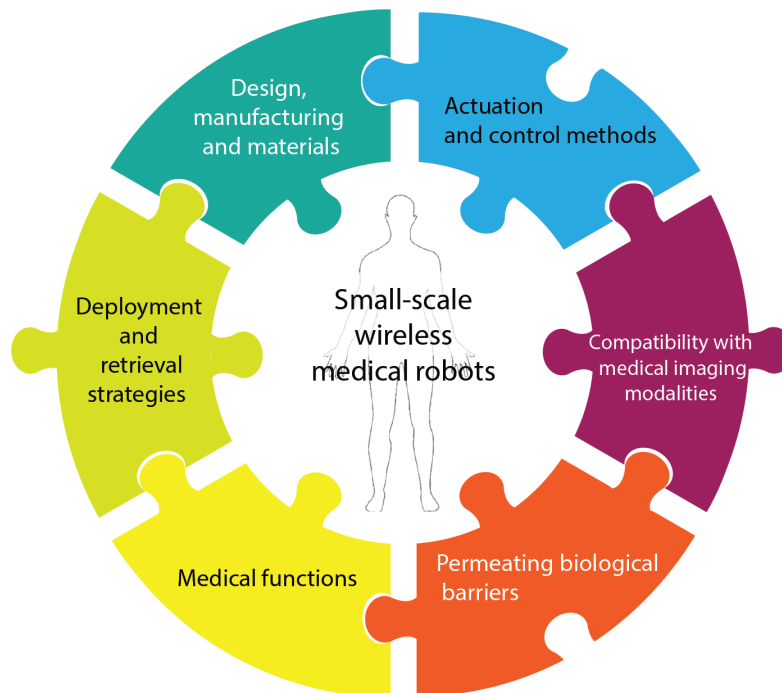 Design,
manufacturing
and materials
Actuation
and control methods
Deployment
and
retrieval
strategies
Small-scale
wireless
medical robots
Compatibility with
medical imaging
modalities
Medical functions
Permeating biological
barriers